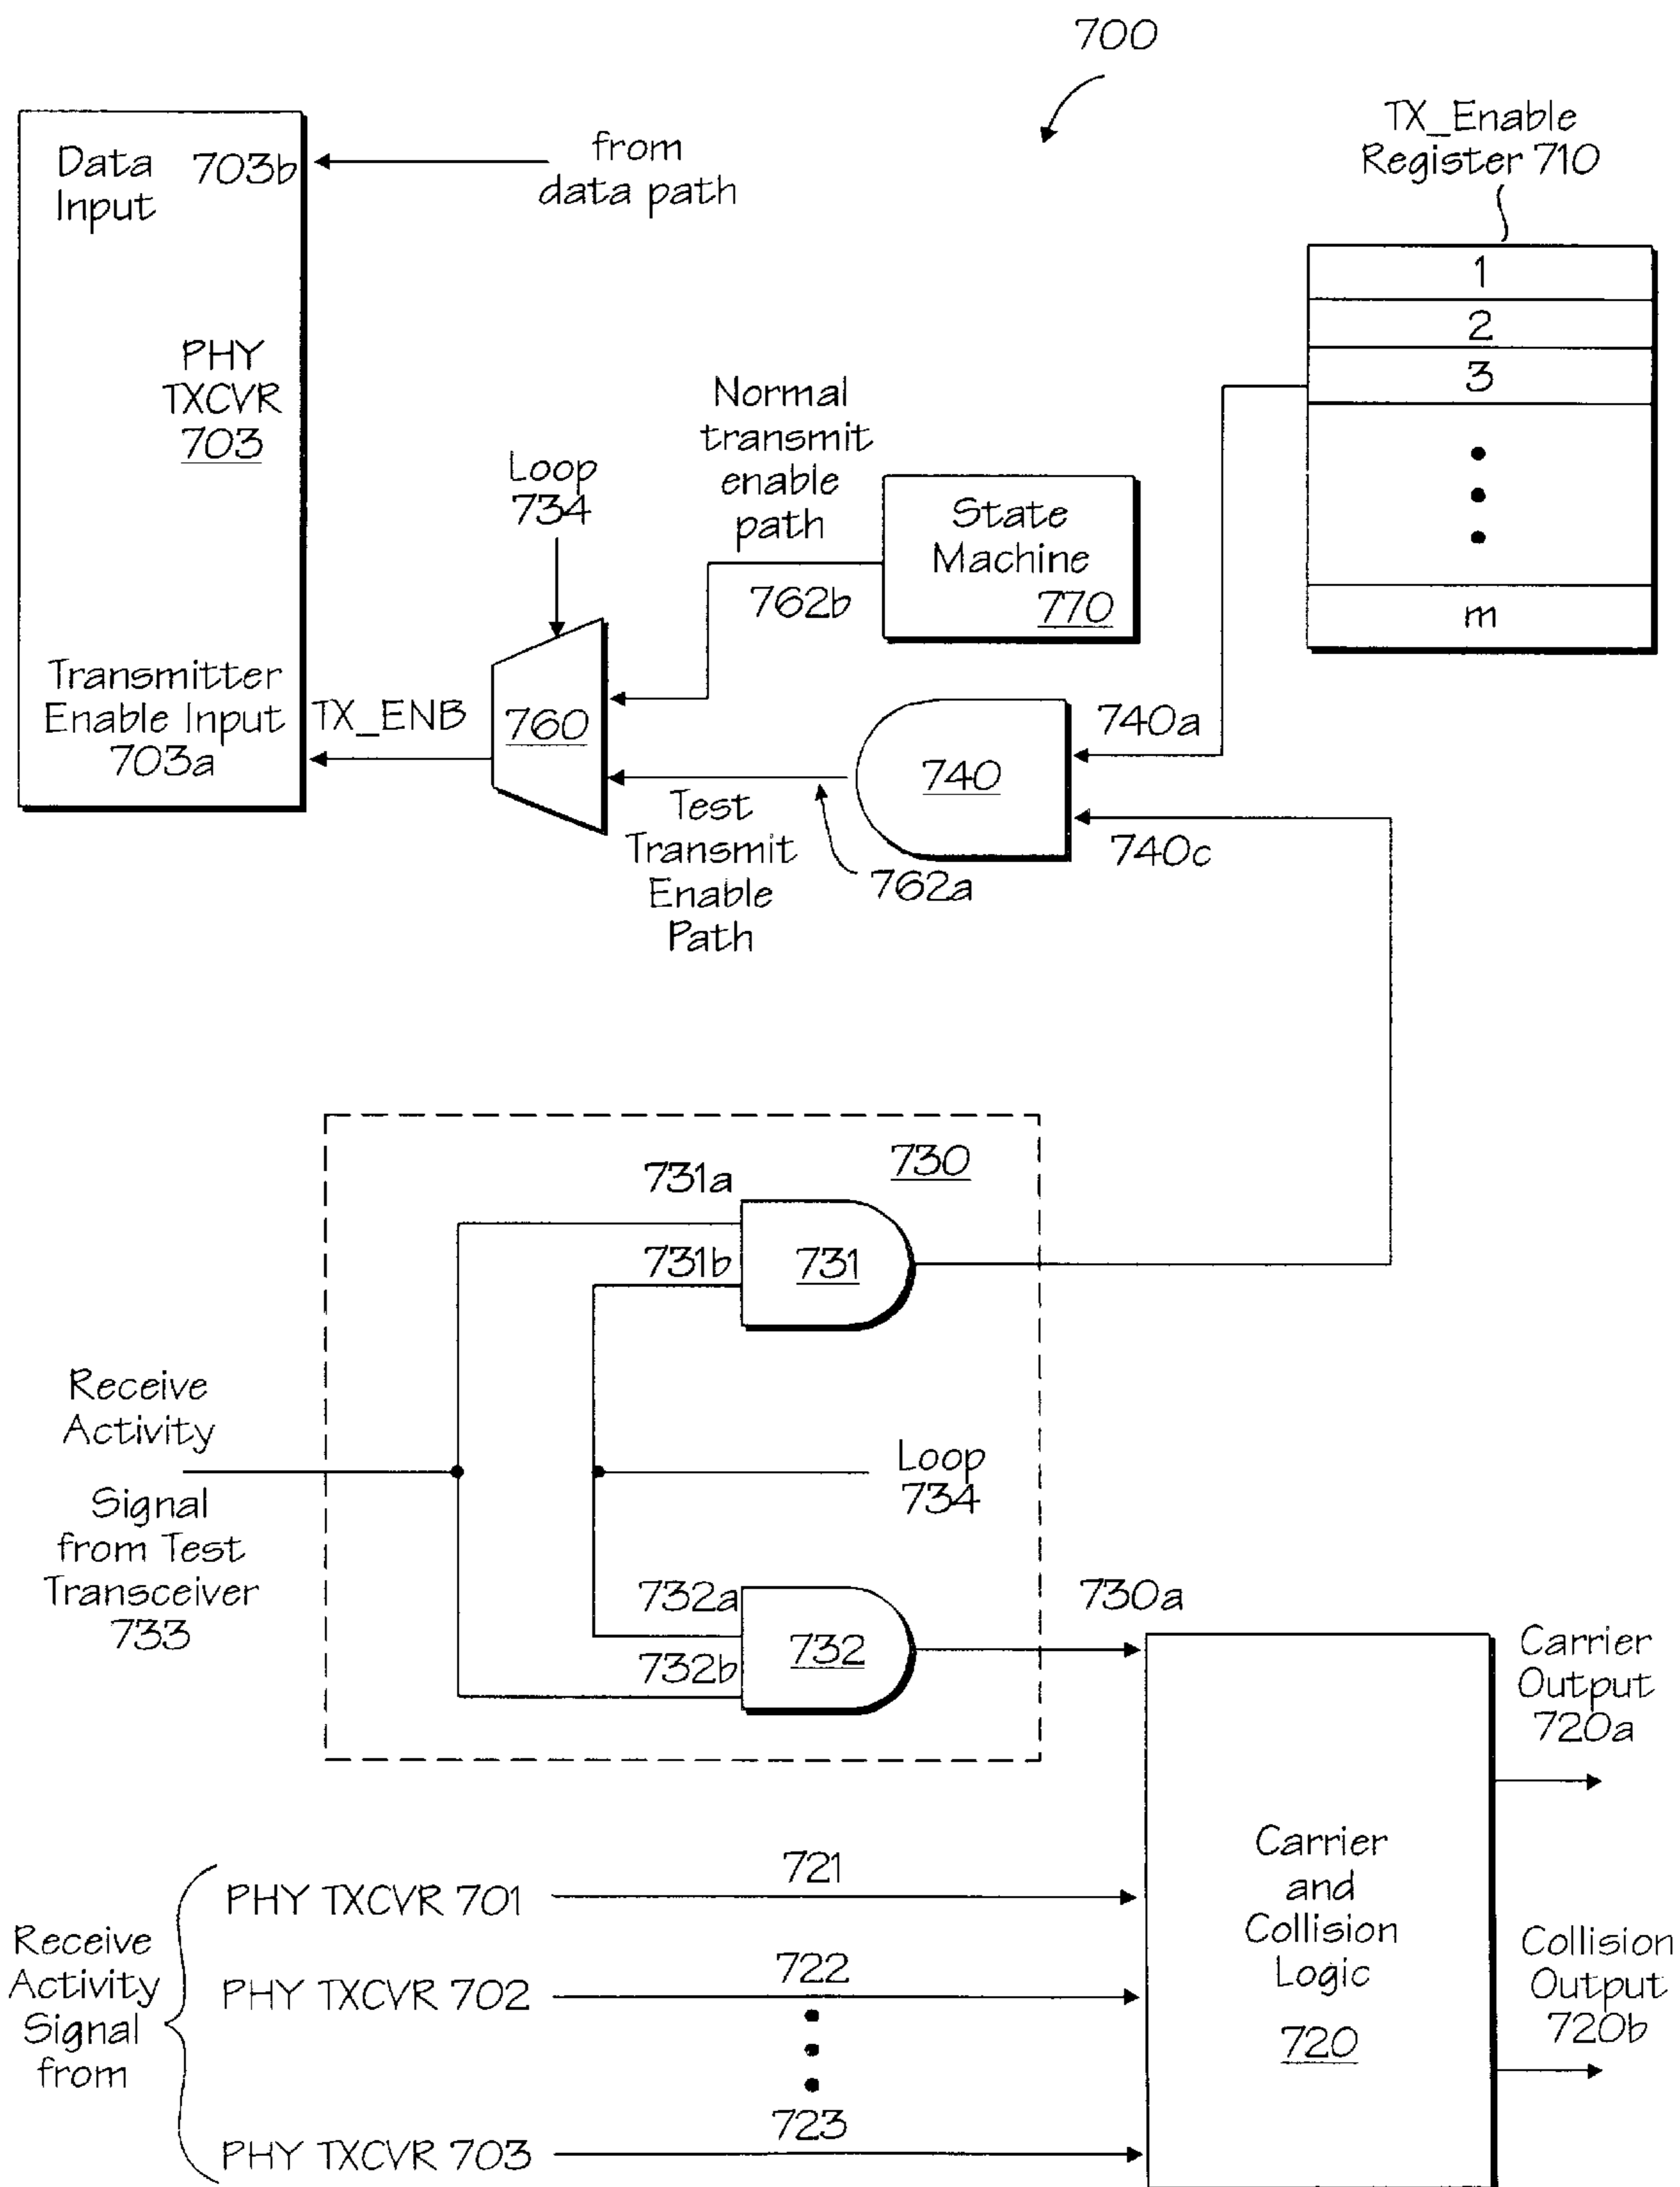 700
TX_Enable
Register 710
1
2
3
m
Data
Input
703b
from
data path
PHY
TXCVR
703
Transmitter
Enable Input
703a
TX_ENB
Loop
734
Normal
transmit
enable
path
762b
State
Machine
770
760
740
740a
740c
Test
Transmit
Enable
Path
762a
730
731a
731b
731
Receive
Activity
Signal
from Test
Transceiver
733
Loop
734
732a
732b
732
730a
Carrier
Output
720a
Carrier
and
Collision
Logic
720
Collision
Output
720b
Receive
Activity
Signal
from
PHY TXCVR 701
721
PHY TXCVR 702
722
PHY TXCVR 703
723